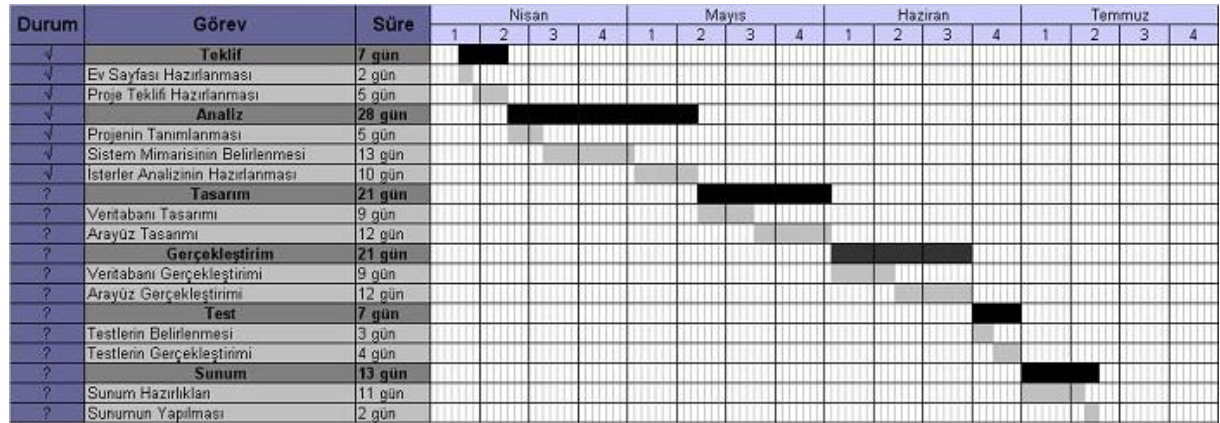 Durum Görev Süre Nisan Mayıs Haziran Temmuz
1 2 3 4 1 2 3 4 1 2 3 4 1 2 3 4
√ Teklif 7 gün
√ Ev Sayfası Hazırlanması 2 gün
√ Proje Teklifi Hazırlanması 5 gün
√ Analiz 28 gün
√ Projenin Tanımlanması 5 gün
√ Sistem Mimarisinin Belirlenmesi 13 gün
√ İsterler Analizinin Hazırlanması 10 gün
? Tasarım 21 gün
? Veritabanı Tasarımı 9 gün
? Arayüz Tasarımı 12 gün
? Gerçekleştirim 21 gün
? Veritabanı Gerçekleştirimi 9 gün
? Arayüz Gerçekleştirimi 12 gün
? Test 7 gün
? Testlerin Belirlenmesi 3 gün
? Testlerin Gerçekleştirimi 4 gün
? Sunum 13 gün
? Sunum Hazırlıkları 11 gün
? Sunumun Yapılması 2 gün